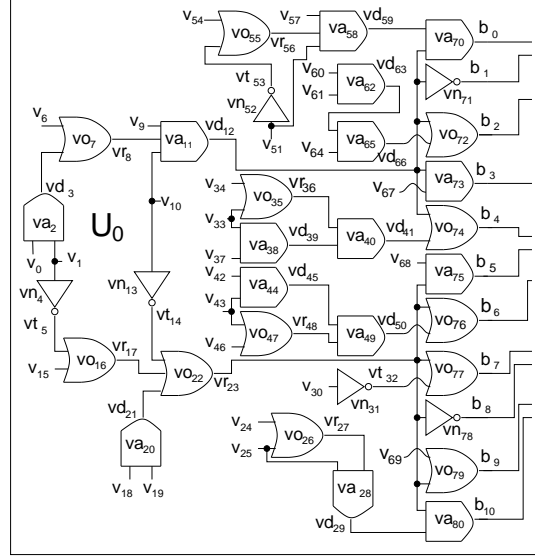 v54 vo55 vr56 v57 va58 vd59 va70 b0
vt53 v60 v61 va62 vd63 vn71 b1
vn52 v51 v64 va65 vd66 vo72 b2
v6 vo7 vr8 v9 va11 vd12
v67 va73 b3
vd3 va2 U0 v10 v34 vo35 vr36 v33
v37 va38 vd39 va40 vd41 vo74 b4
v0 v1 v42 va44 vd45 v68 va75 b5
vn4 vn13 v43
vt5 vt14 v46 vo47 vr48 va49 vd50 vo76 b6
v15 vo16 vr17 vo22 vr23 vo77 b7
vt32 v30 vn31
vd21 va20 v24 vo26 vr27 vn78 b8
v25 v69 vo79 b9
v18 v19 va28
vd29 va80 b10